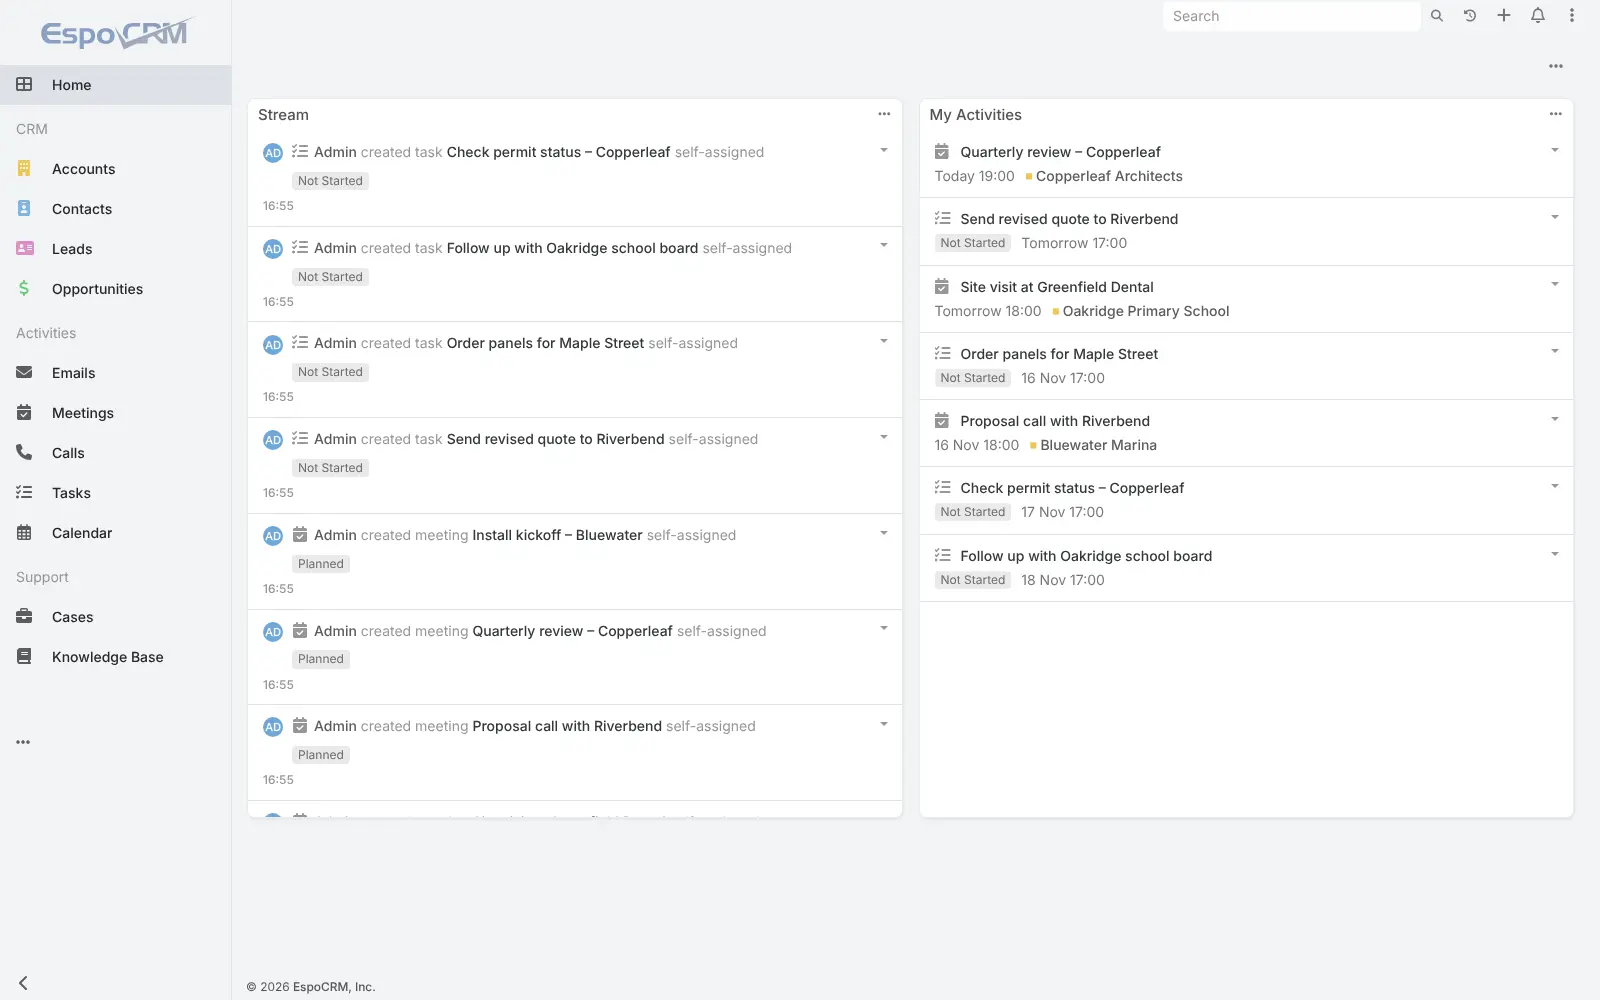 EspoCRM
Search
Home
CRM
Accounts
Contacts
Leads
Opportunities
Activities
Emails
Meetings
Calls
Tasks
Calendar
Support
Cases
Knowledge Base
Stream
AD Admin created task Check permit status – Copperleaf self-assigned
Not Started
16:55
AD Admin created task Follow up with Oakridge school board self-assigned
Not Started
16:55
AD Admin created task Order panels for Maple Street self-assigned
Not Started
16:55
AD Admin created task Send revised quote to Riverbend self-assigned
Not Started
16:55
AD Admin created meeting Install kickoff – Bluewater self-assigned
Planned
16:55
AD Admin created meeting Quarterly review – Copperleaf self-assigned
Planned
16:55
AD Admin created meeting Proposal call with Riverbend self-assigned
Planned
16:55
My Activities
Quarterly review – Copperleaf
Today 19:00 Copperleaf Architects
Send revised quote to Riverbend
Not Started Tomorrow 17:00
Site visit at Greenfield Dental
Tomorrow 18:00 Oakridge Primary School
Order panels for Maple Street
Not Started 16 Nov 17:00
Proposal call with Riverbend
16 Nov 18:00 Bluewater Marina
Check permit status – Copperleaf
Not Started 17 Nov 17:00
Follow up with Oakridge school board
Not Started 18 Nov 17:00
© 2026 EspoCRM, Inc.